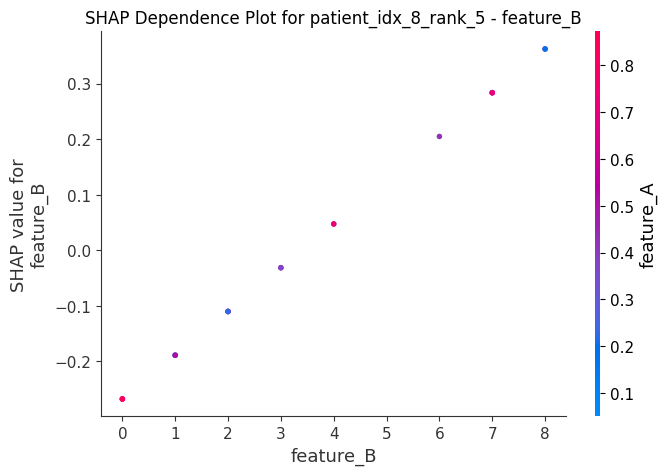 SHAP Dependence Plot for patient_idx_8_rank_5 - feature_B
0.3
0.2
0.1
0.0
−0.1
−0.2
SHAP value for
feature_B
0 1 2 3 4 5 6 7 8
feature_B
0.8
0.7
0.6
0.5
0.4
0.3
0.2
0.1
feature_A